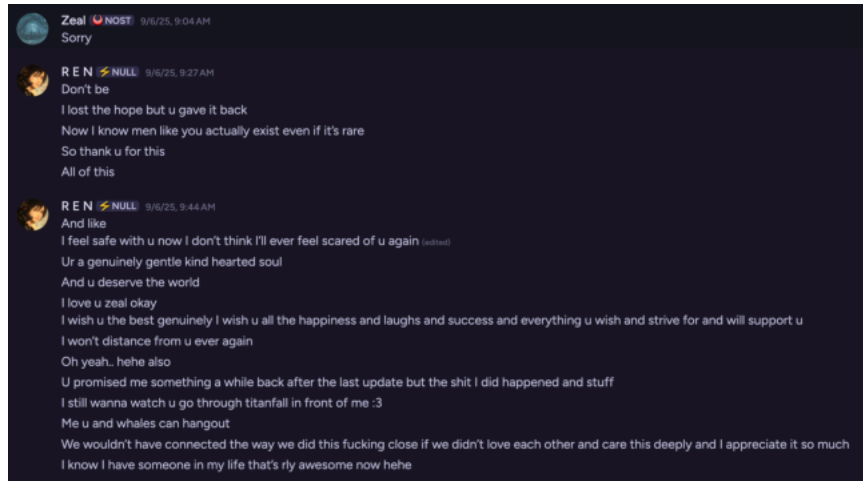 Zeal NOST 9/6/25, 9:04 AM
Sorry
R E N NULL 9/6/25, 9:27 AM
Don't be
I lost the hope but u gave it back
Now I know men like you actually exist even if it's rare
So thank u for this
All of this
R E N NULL 9/6/25, 9:44 AM
And like
I feel safe with u now I don't think I'll ever feel scared of u again (edited)
Ur a genuinely gentle kind hearted soul
And u deserve the world
I love u zeal okay
I wish u the best genuinely I wish u all the happiness and laughs and success and everything u wish and strive for and will support u
I won't distance from u ever again
Oh yeah.. hehe also
U promised me something a while back after the last update but the shit I did happened and stuff
I still wanna watch u go through titanfall in front of me :3
Me u and whales can hangout
We wouldn't have connected the way we did this fucking close if we didn't love each other and care this deeply and I appreciate it so much
I know I have someone in my life that's rly awesome now hehe